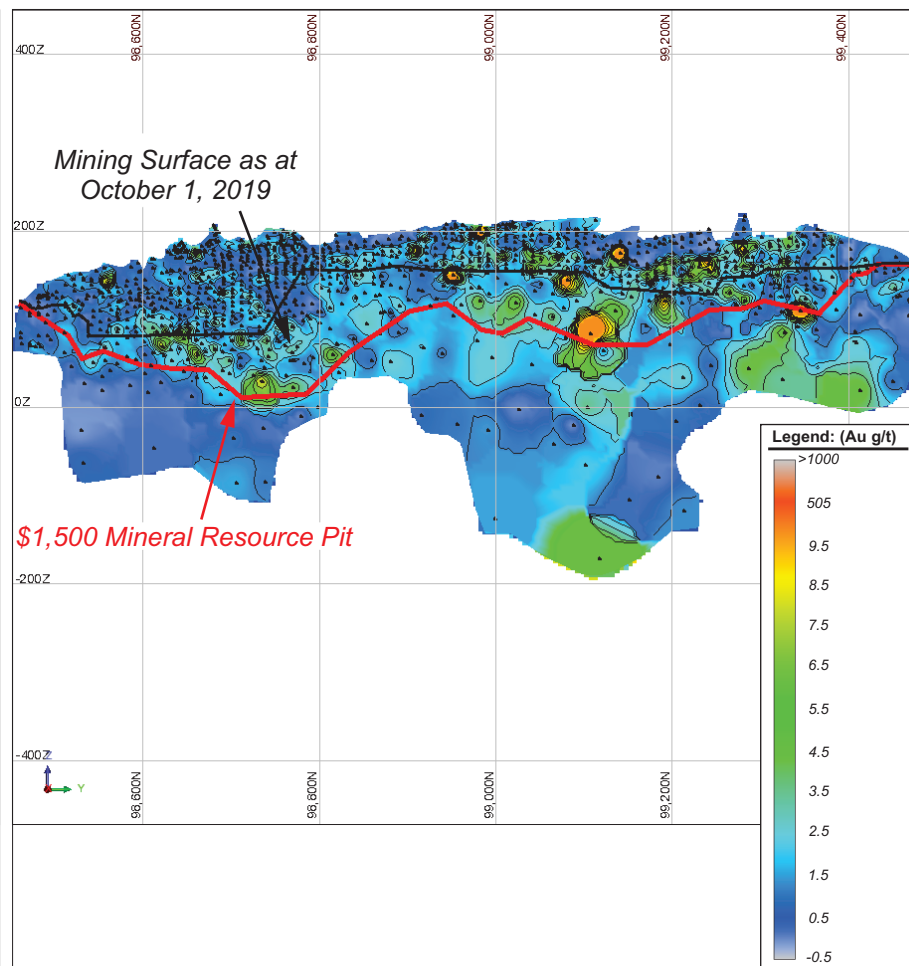 98,600N
98,800N
99,000N
99,200N
99,400N
400Z
Mining Surface as at
October 1, 2019
200Z
0Z
$1,500 Mineral Resource Pit
-200Z
-400Z
Z
Y
98,600N
98,800N
99,000N
99,200N
Legend: (Au g/t)
>1000
505
9.5
8.5
7.5
6.5
5.5
4.5
3.5
2.5
1.5
0.5
-0.5